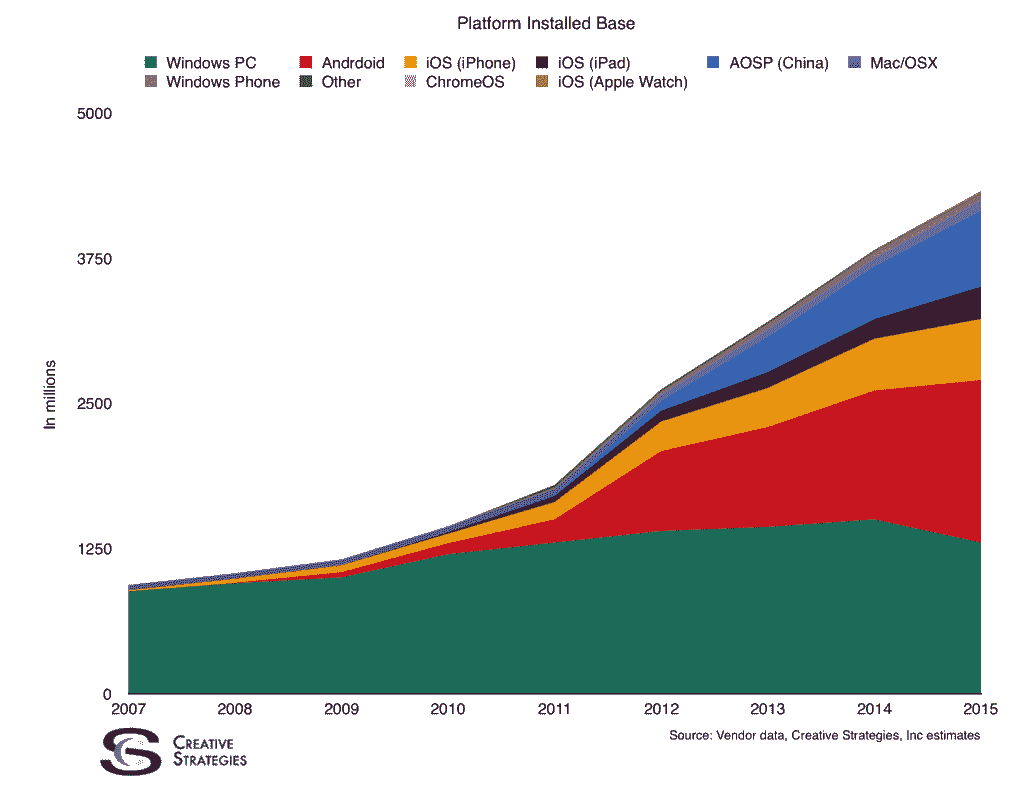 Platform Installed Base
Windows PC Andrdoid iOS (iPhone) iOS (iPad) AOSP (China) Mac/OSX
Windows Phone Other ChromeOS iOS (Apple Watch)
5000
3750
In millions
2500
1250
0
2007 2008 2009 2010 2011 2012 2013 2014 2015
Source: Vendor data, Creative Strategies, Inc estimates
CREATIVE
STRATEGIES